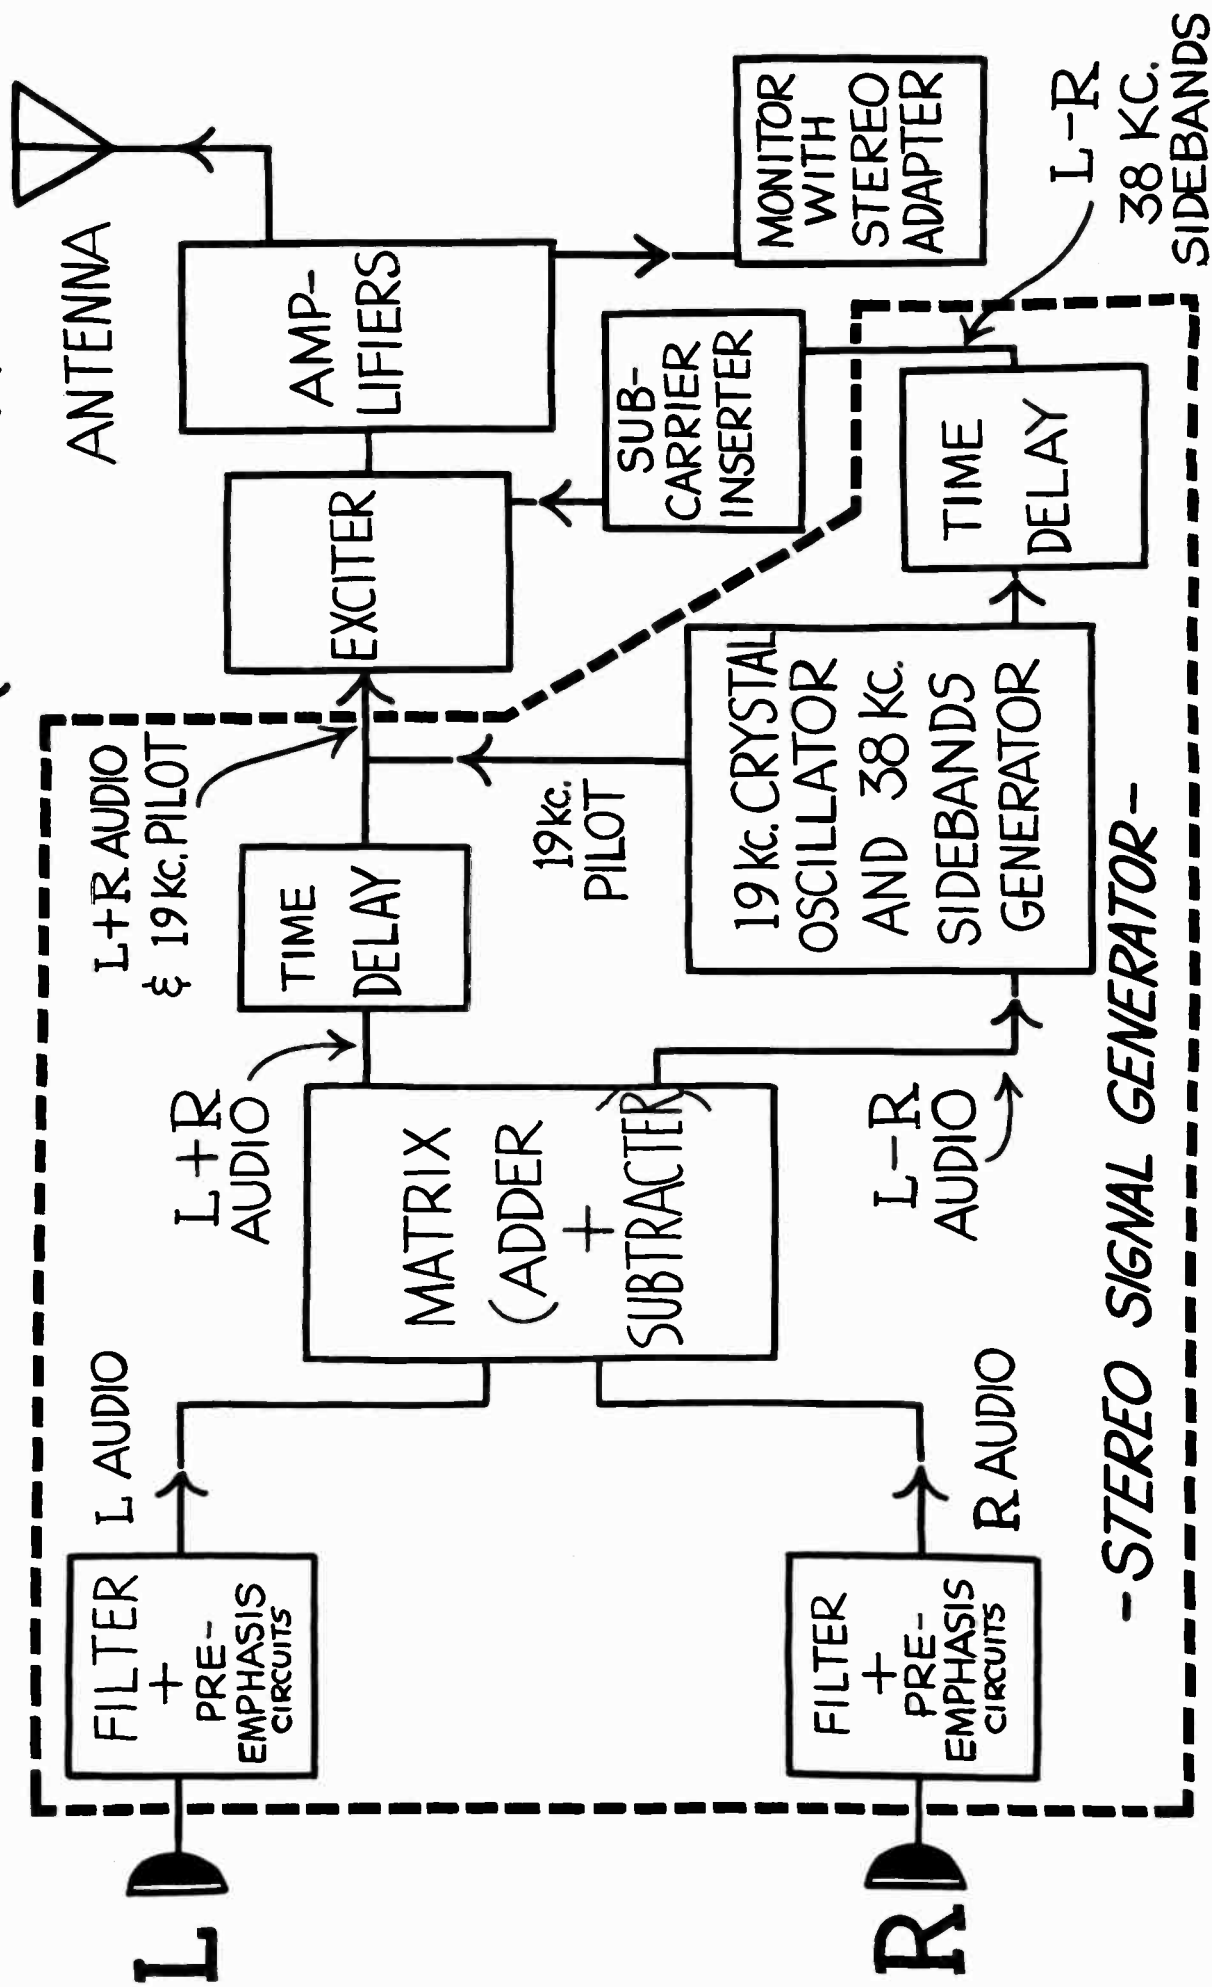 L
FILTER
+
PRE-
EMPHASIS
CIRCUITS
L AUDIO
R
FILTER
+
PRE-
EMPHASIS
CIRCUITS
R AUDIO
MATRIX
(ADDER
+
SUBTRACTER)
L+R
AUDIO
TIME
DELAY
L+R AUDIO
& 19 KC. PILOT
19 KC.
PILOT
L-R
AUDIO
19 KC. CRYSTAL
OSCILLATOR
AND 38 KC.
SIDEBANDS
GENERATOR
TIME
DELAY
L-R
38 KC.
SIDEBANDS
SUB-
CARRIER
INSERTER
EXCITER
AMP-
LIFIERS
ANTENNA
MONITOR
WITH
STEREO
ADAPTER
-STEREO SIGNAL GENERATOR-